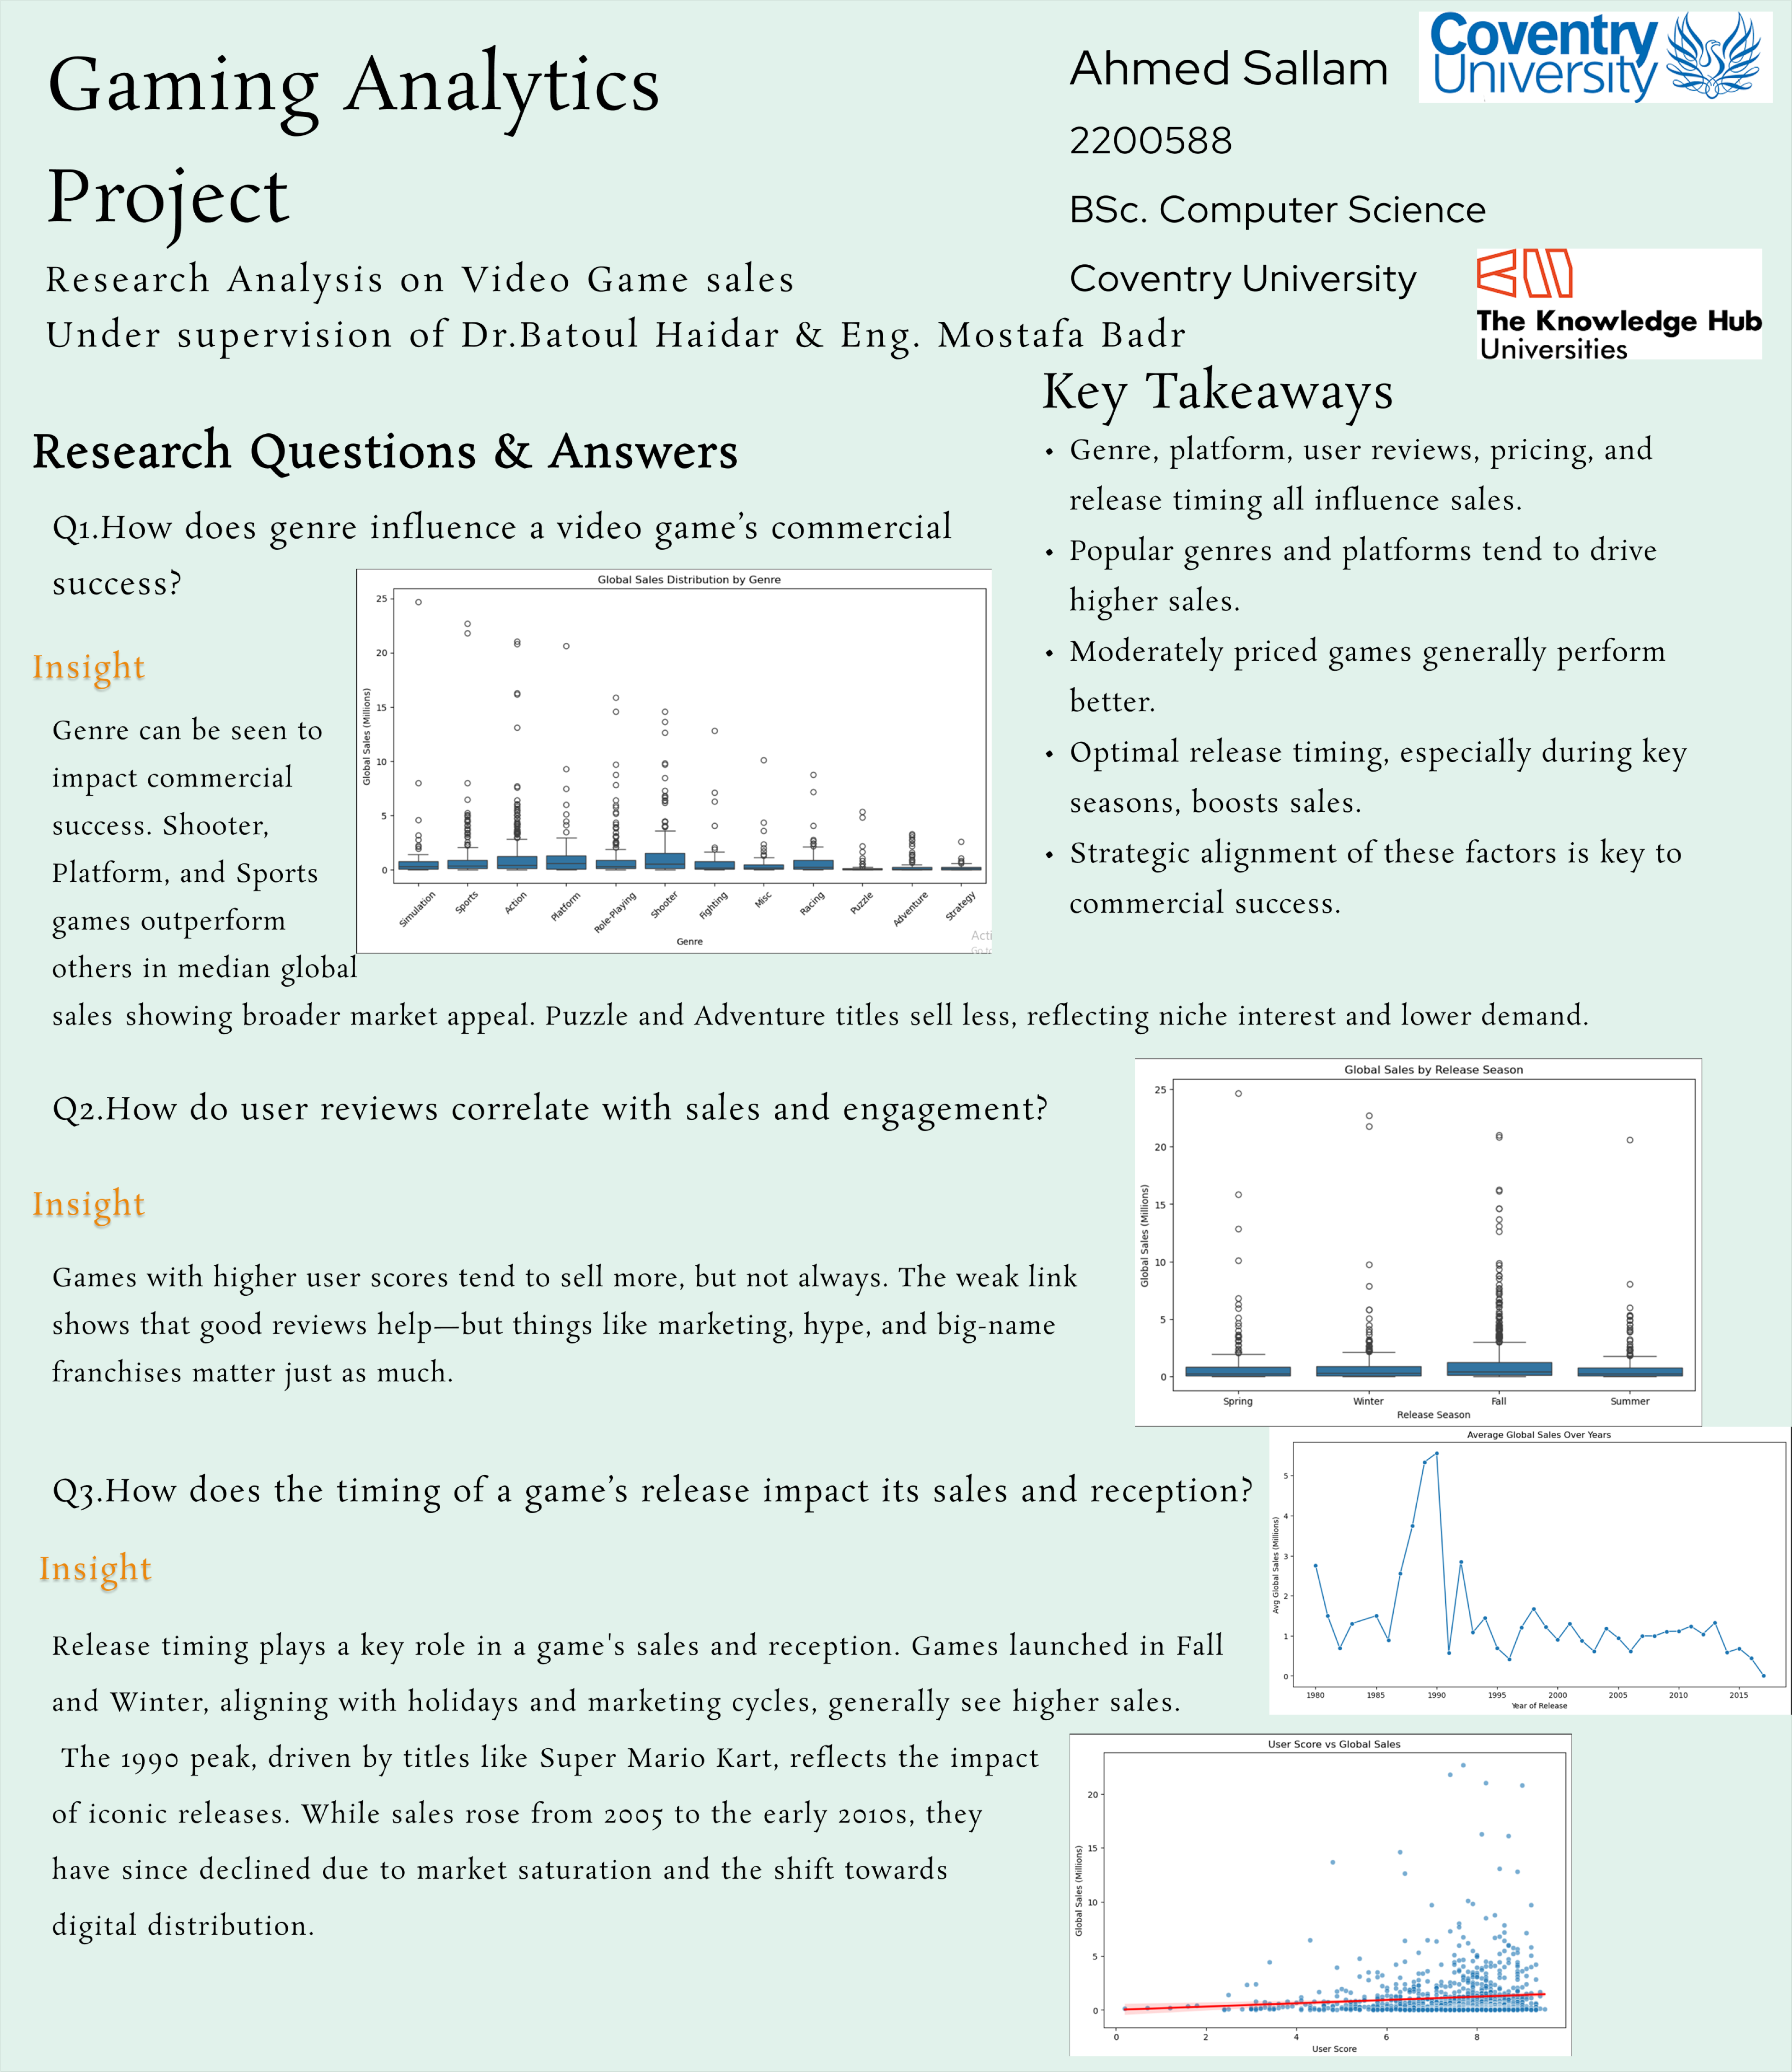 Gaming Analytics
Project
Research Analysis on Video Game sales
Under supervision of Dr.Batoul Haidar & Eng. Mostafa Badr
Ahmed Sallam
2200588
BSc. Computer Science
Coventry University
Coventry
University
The Knowledge Hub
Universities
Key Takeaways
• Genre, platform, user reviews, pricing, and
release timing all influence sales.
• Popular genres and platforms tend to drive
higher sales.
• Moderately priced games generally perform
better.
• Optimal release timing, especially during key
seasons, boosts sales.
• Strategic alignment of these factors is key to
commercial success.
Research Questions & Answers
Q1.How does genre influence a video game’s commercial
success?
Insight
Genre can be seen to
impact commercial
success. Shooter,
Platform, and Sports
games outperform
others in median global
sales showing broader market appeal. Puzzle and Adventure titles sell less, reflecting niche interest and lower demand.
Global Sales Distribution by Genre
Global Sales (Millions)
25
20
15
10
5
0
Simulation
Sports
Action
Platform
Role-Playing
Shooter
Fighting
Misc
Racing
Puzzle
Adventure
Strategy
Genre
Acti
Go to
Q2.How do user reviews correlate with sales and engagement?
Insight
Games with higher user scores tend to sell more, but not always. The weak link
shows that good reviews help—but things like marketing, hype, and big-name
franchises matter just as much.
Global Sales by Release Season
Global Sales (Millions)
25
20
15
10
5
0
Spring
Winter
Fall
Summer
Release Season
Q3.How does the timing of a game’s release impact its sales and reception?
Insight
Release timing plays a key role in a game's sales and reception. Games launched in Fall
and Winter, aligning with holidays and marketing cycles, generally see higher sales.
The 1990 peak, driven by titles like Super Mario Kart, reflects the impact
of iconic releases. While sales rose from 2005 to the early 2010s, they
have since declined due to market saturation and the shift towards
digital distribution.
Average Global Sales Over Years
Avg Global Sales (Millions)
5
4
3
2
1
0
1980
1985
1990
1995
2000
2005
2010
2015
Year of Release
User Score vs Global Sales
Global Sales (Millions)
20
15
10
5
0
0
2
4
6
8
User Score